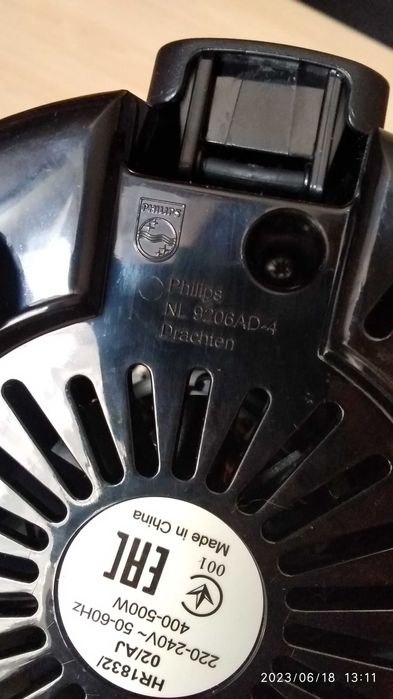 PHILIPS
Philips
NL 9206AD-4
Drachten
HR1832/
02/AJ
220-240V~ 50-60Hz
400-500W
001
EAC
Made in China
2023/06/18 13:11